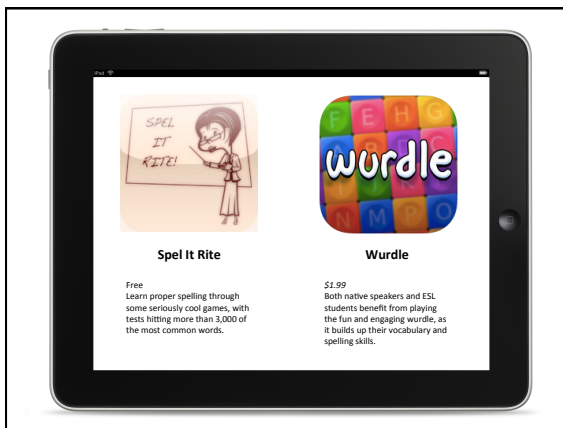 iPad
SPEL
IT
RITE!
F E H G
wurdle
N M P O
Spel It Rite
Wurdle
Free
Learn proper spelling through
some seriously cool games, with
tests hitting more than 3,000 of
the most common words.
$1.99
Both native speakers and ESL
students benefit from playing
the fun and engaging wurdle, as
it builds up their vocabulary and
spelling skills.